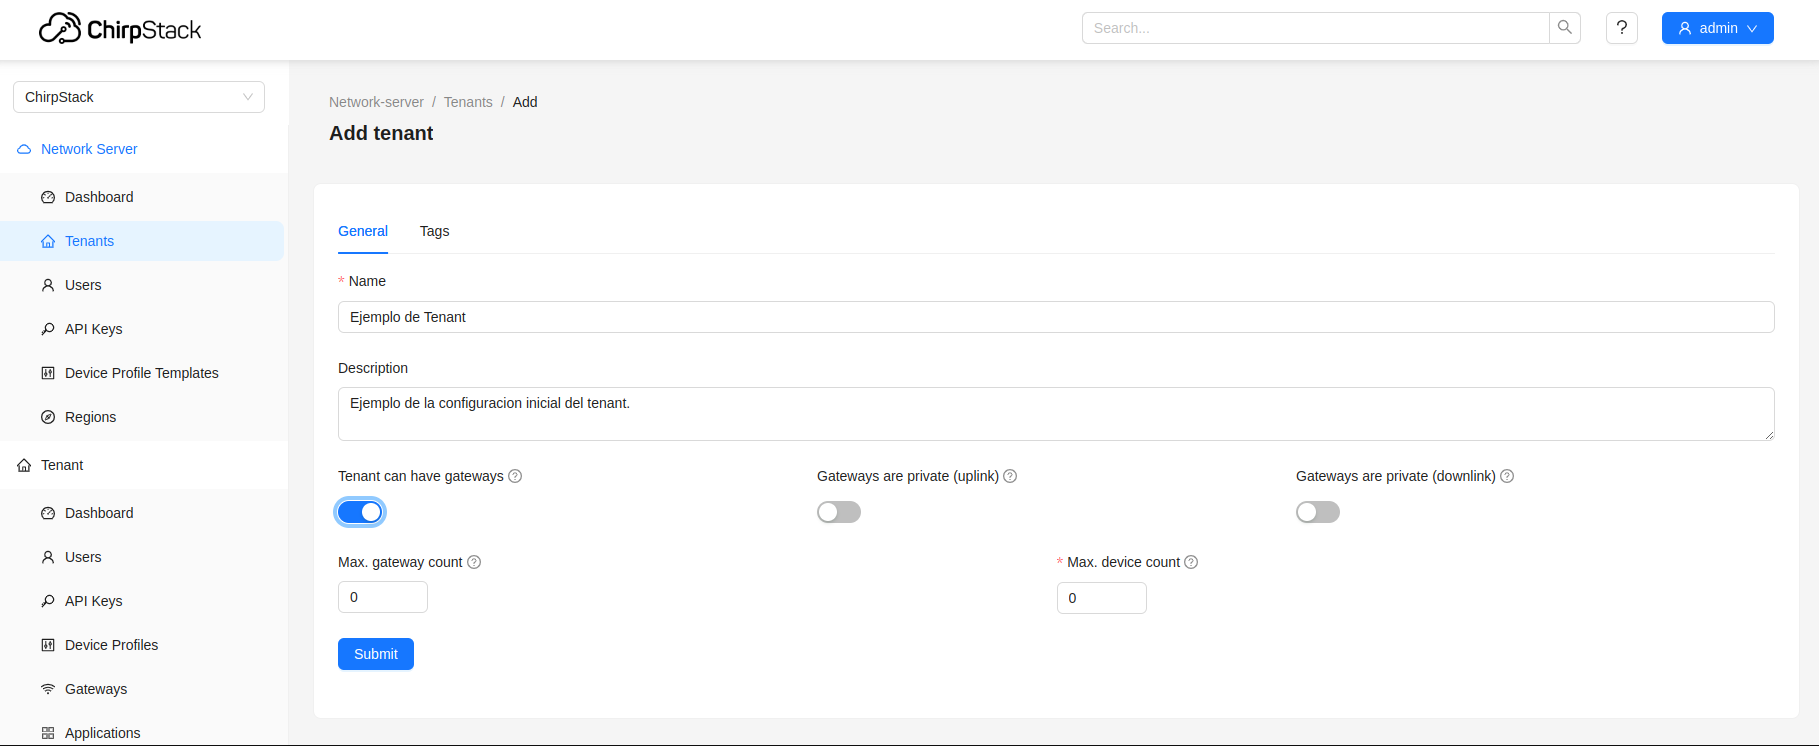 ChirpStack
Search...
?
admin
ChirpStack
Network Server
Dashboard
Tenants
Users
API Keys
Device Profile Templates
Regions
Tenant
Dashboard
Users
API Keys
Device Profiles
Gateways
Applications
Network-server / Tenants / Add
Add tenant
General Tags
* Name
Ejemplo de Tenant
Description
Ejemplo de la configuracion inicial del tenant.
Tenant can have gateways ? Gateways are private (uplink) ? Gateways are private (downlink) ?
Max. gateway count ? * Max. device count ?
0 0
Submit